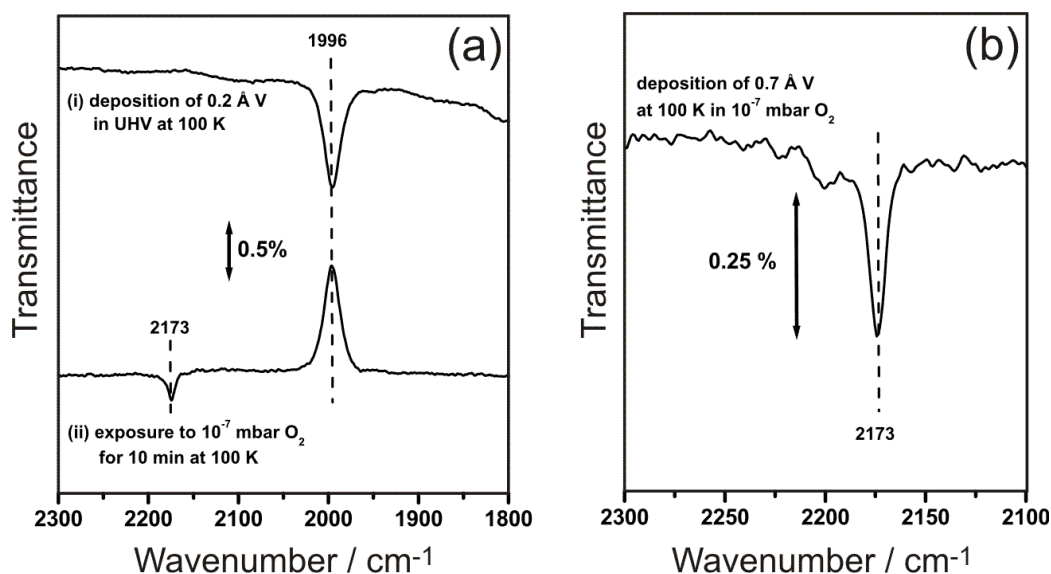 (a)
1996
(i) deposition of 0.2 Å V
in UHV at 100 K
0.5%
2173
(ii) exposure to 10⁻⁷ mbar O₂
for 10 min at 100 K
Transmittance
2300 2200 2100 2000 1900 1800
Wavenumber / cm⁻¹
(b)
deposition of 0.7 Å V
at 100 K in 10⁻⁷ mbar O₂
0.25 %
2173
Transmittance
2300 2250 2200 2150 2100
Wavenumber / cm⁻¹